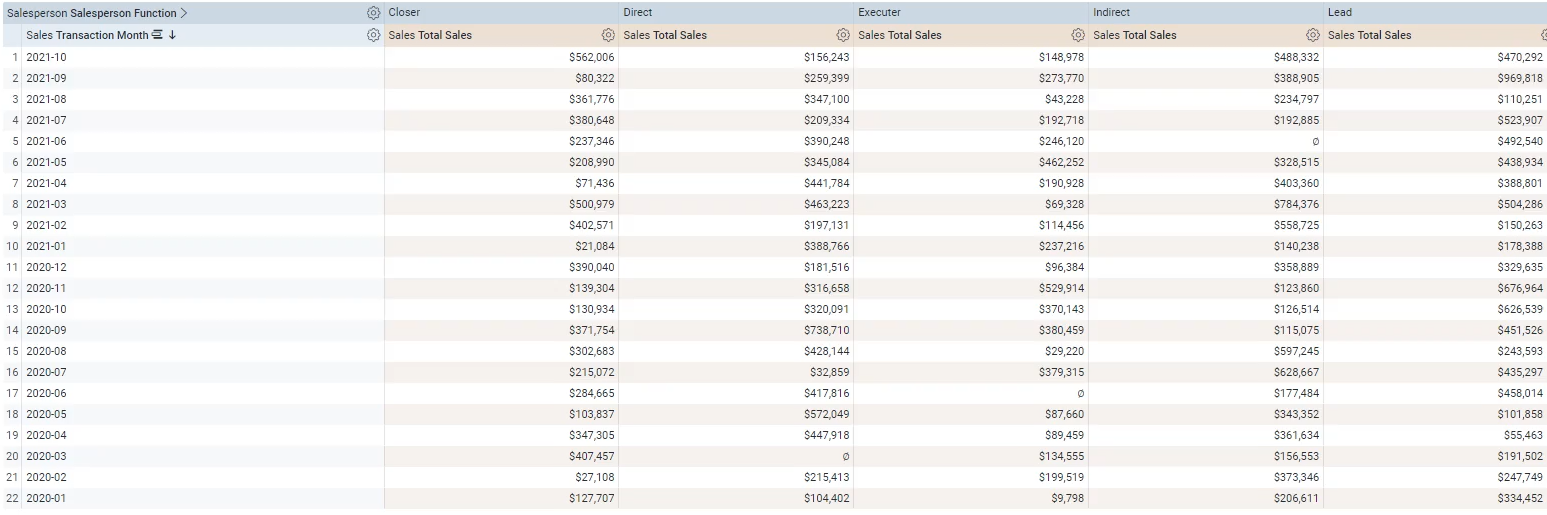 Salesperson Salesperson Function Closer Direct Executer Indirect Lead
Sales Transaction Month Sales Total Sales Sales Total Sales Sales Total Sales Sales Total Sales Sales Total Sales
1 2021-10 $562,006 $156,243 $148,978 $488,332 $470,292
2 2021-09 $80,322 $259,399 $273,770 $388,905 $969,818
3 2021-08 $361,776 $347,100 $43,228 $234,797 $110,251
4 2021-07 $380,648 $209,334 $192,718 $192,885 $523,907
5 2021-06 $237,346 $390,248 $246,120 ∅ $492,540
6 2021-05 $208,990 $345,084 $462,252 $328,515 $438,934
7 2021-04 $71,436 $441,784 $190,928 $403,360 $388,801
8 2021-03 $500,979 $463,223 $69,328 $784,376 $504,286
9 2021-02 $402,571 $197,131 $114,456 $558,725 $150,263
10 2021-01 $21,084 $388,766 $237,216 $140,238 $178,388
11 2020-12 $390,040 $181,516 $96,384 $358,889 $329,635
12 2020-11 $139,304 $316,658 $529,914 $123,860 $676,964
13 2020-10 $130,934 $320,091 $370,143 $126,514 $626,539
14 2020-09 $371,754 $738,710 $380,459 $115,075 $451,526
15 2020-08 $302,683 $428,144 $29,220 $597,245 $243,593
16 2020-07 $215,072 $32,859 $379,315 $628,667 $435,297
17 2020-06 $284,665 $417,816 ∅ $177,484 $458,014
18 2020-05 $103,837 $572,049 $87,660 $343,352 $101,858
19 2020-04 $347,305 $447,918 $89,459 $361,634 $55,463
20 2020-03 $407,457 ∅ $134,555 $156,553 $191,502
21 2020-02 $27,108 $215,413 $199,519 $373,346 $247,749
22 2020-01 $127,707 $104,402 $9,798 $206,611 $334,452